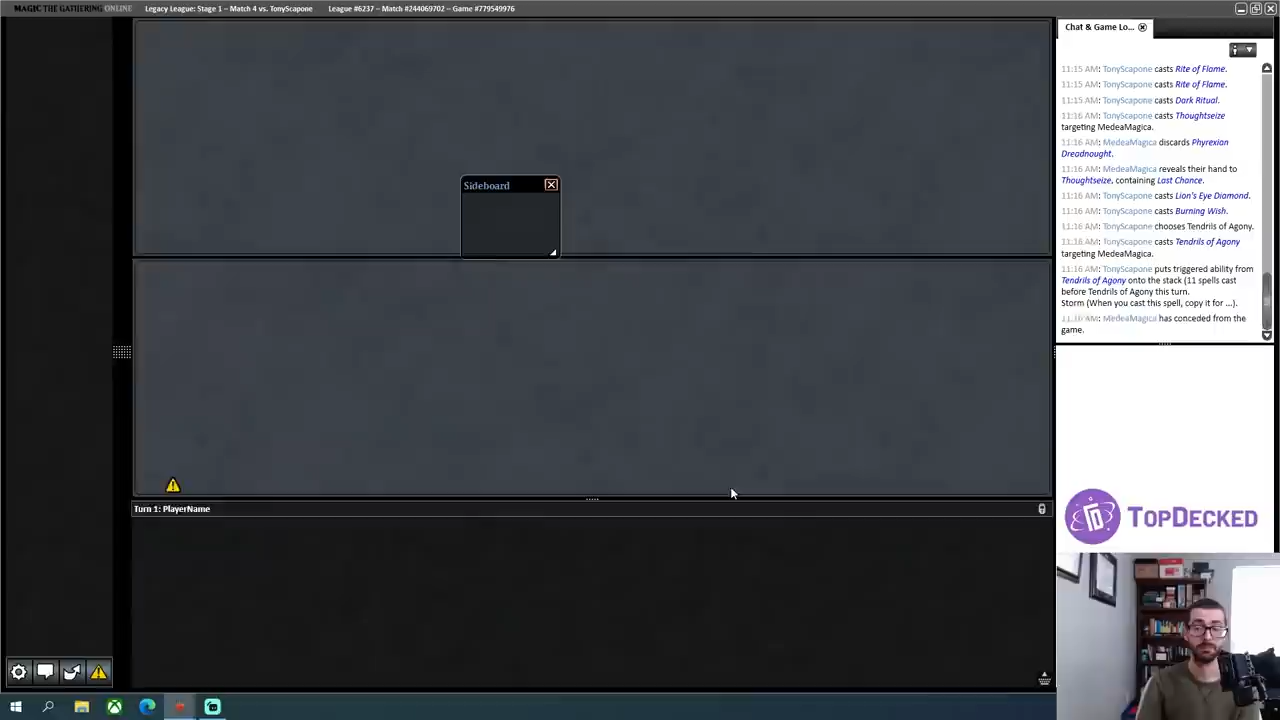 MAGIC THE GATHERING ONLINE
Legacy League: Stage 1 – Match 4 vs. TonyScapone
League #6237 – Match #244069702 – Game #779549976
Chat & Game Lo...
11:15 AM: TonyScapone casts Rite of Flame.
11:15 AM: TonyScapone casts Rite of Flame.
11:15 AM: TonyScapone casts Dark Ritual.
11:16 AM: TonyScapone casts Thoughtseize
targeting MedeaMagica.
11:16 AM: MedeaMagica discards Phyrexian
Dreadnought.
11:16 AM: MedeaMagica reveals their hand to
Thoughtseize, containing Last Chance.
11:16 AM: TonyScapone casts Lion's Eye Diamond.
11:16 AM: TonyScapone casts Burning Wish.
11:16 AM: TonyScapone chooses Tendrils of Agony.
11:16 AM: TonyScapone casts Tendrils of Agony
targeting MedeaMagica.
11:16 AM: TonyScapone puts triggered ability from
Tendrils of Agony onto the stack (11 spells cast
before Tendrils of Agony this turn.
Storm (When you cast this spell, copy it for ...).
11:16 AM: MedeaMagica has conceded from the
game.
Sideboard
Turn 1: PlayerName
TOPDECKED